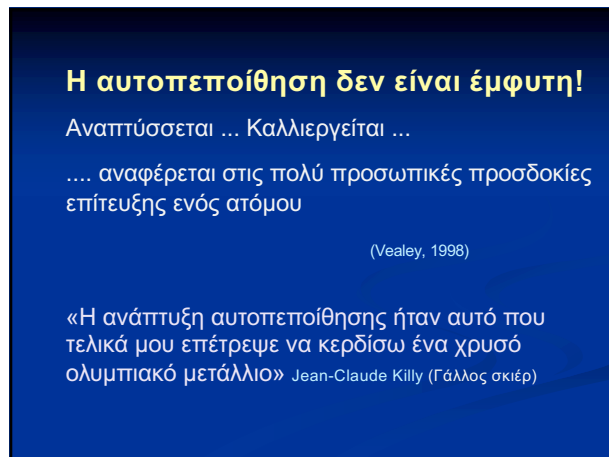 Η αυτοπεποίθηση δεν είναι έμφυτη!
Αναπτύσσεται ... Καλλιεργείται ...
.... αναφέρεται στις πολύ προσωπικές προσδοκίες
επίτευξης ενός ατόμου
(Vealey, 1998)
«Η ανάπτυξη αυτοπεποίθησης ήταν αυτό που
τελικά μου επέτρεψε να κερδίσω ένα χρυσό
ολυμπιακό μετάλλιο» Jean-Claude Killy (Γάλλος σκιέρ)